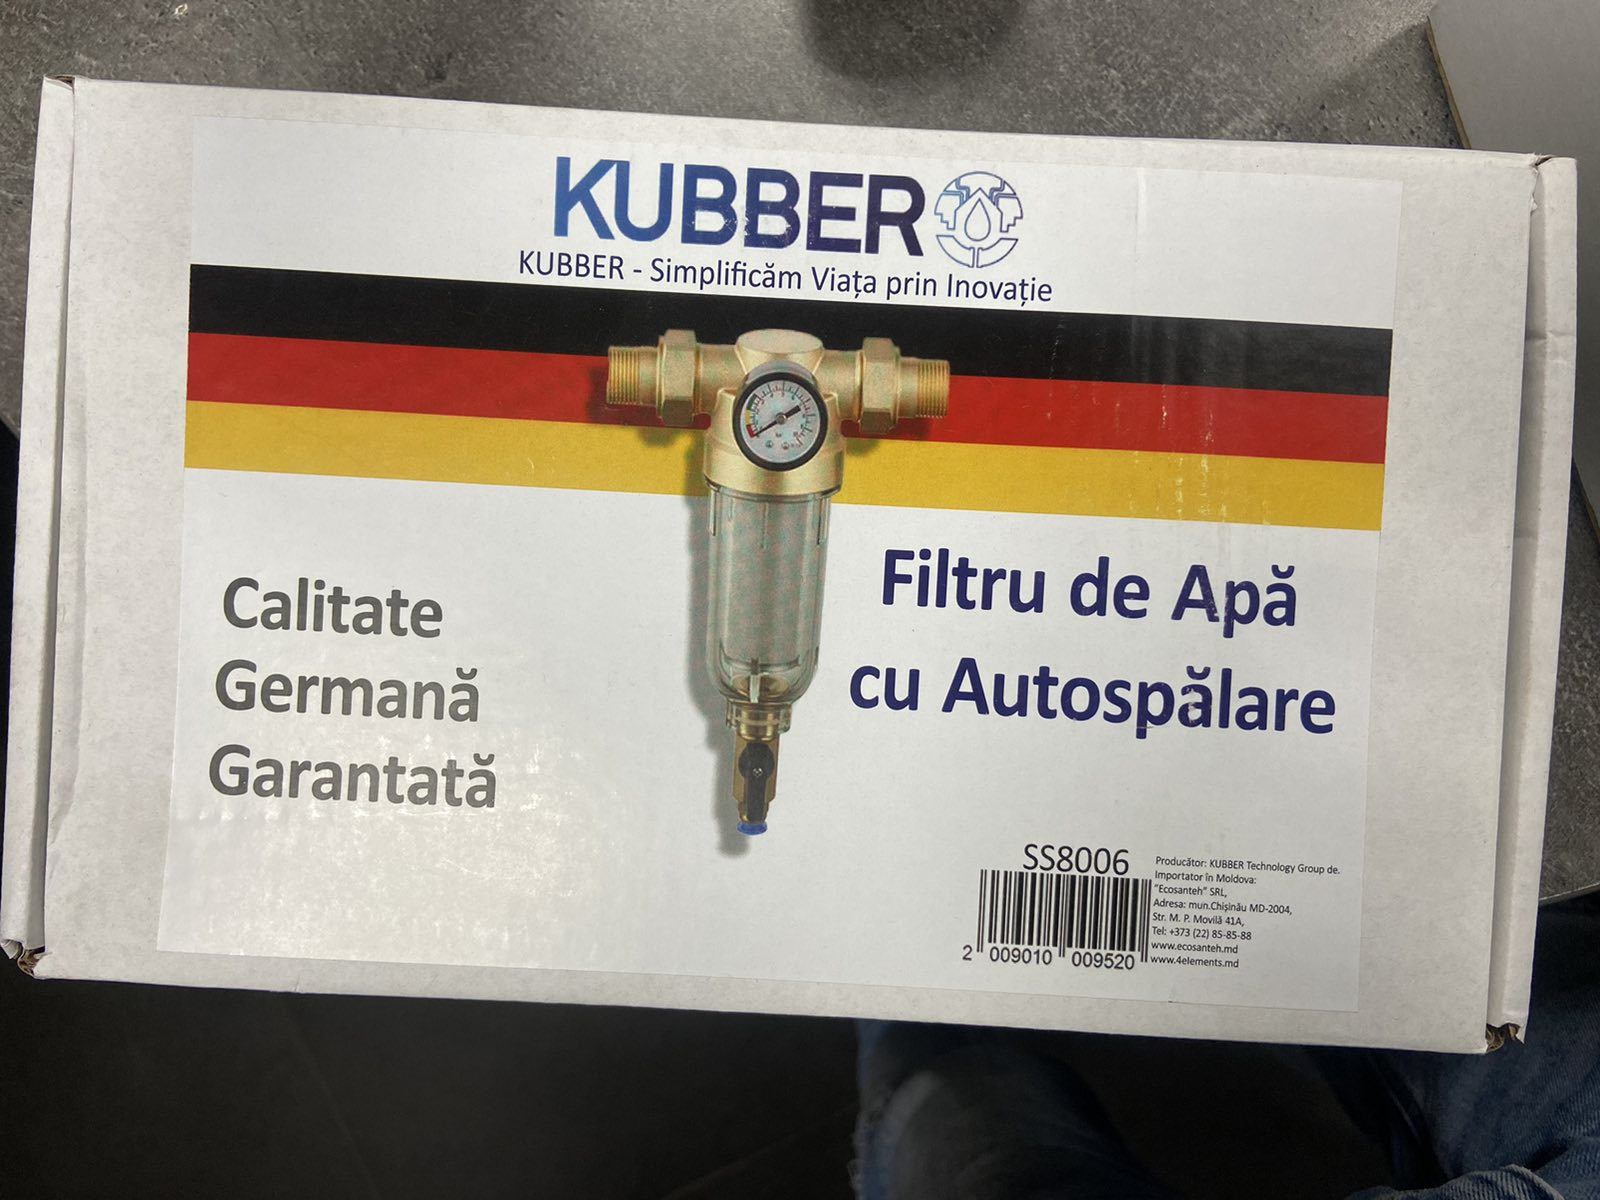 KUBBER
KUBBER - Simplificăm Viața prin Inovație
Calitate
Germană
Garantată
Filtru de Apă
cu Autospălare
SS8006
2 009010 009520
Producător: KUBBER Technology Group de.
Importator în Moldova:
"Ecosanteh" SRL,
Adresa: mun.Chișinău MD-2004,
Str. M. P. Movilă 41A,
Tel: +373 (22) 85-85-88
www.ecosanteh.md
www.4elements.md